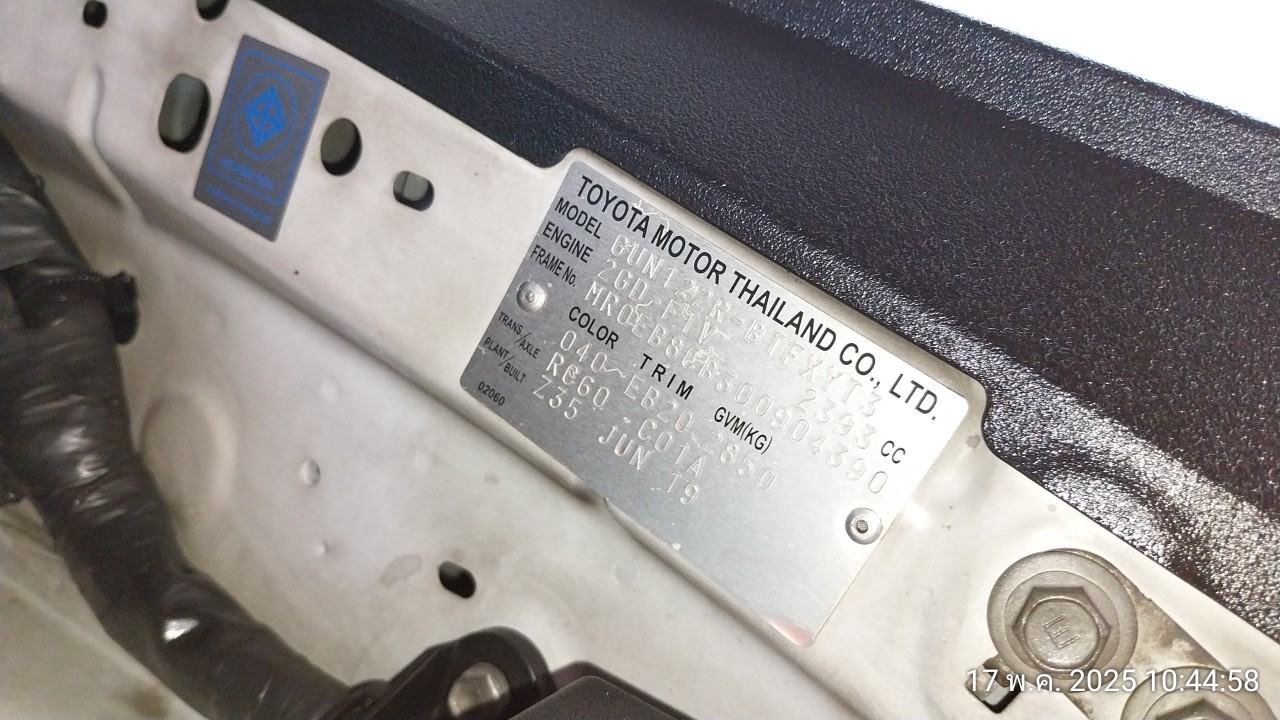 TOYOTA MOTOR THAILAND CO., LTD.
MODEL GUN122R-BTFXYT3
ENGINE 2GD-FTV 2393 CC
FRAME No. MR0EB8CB300904390
COLOR TRIM GVM(KG)
040 EB20 2850
TRANS/AXLE RC60 -C01A
PLANT/BUILT Z35 JUN 19
02060
17 พ.ค. 2025 10:44:58